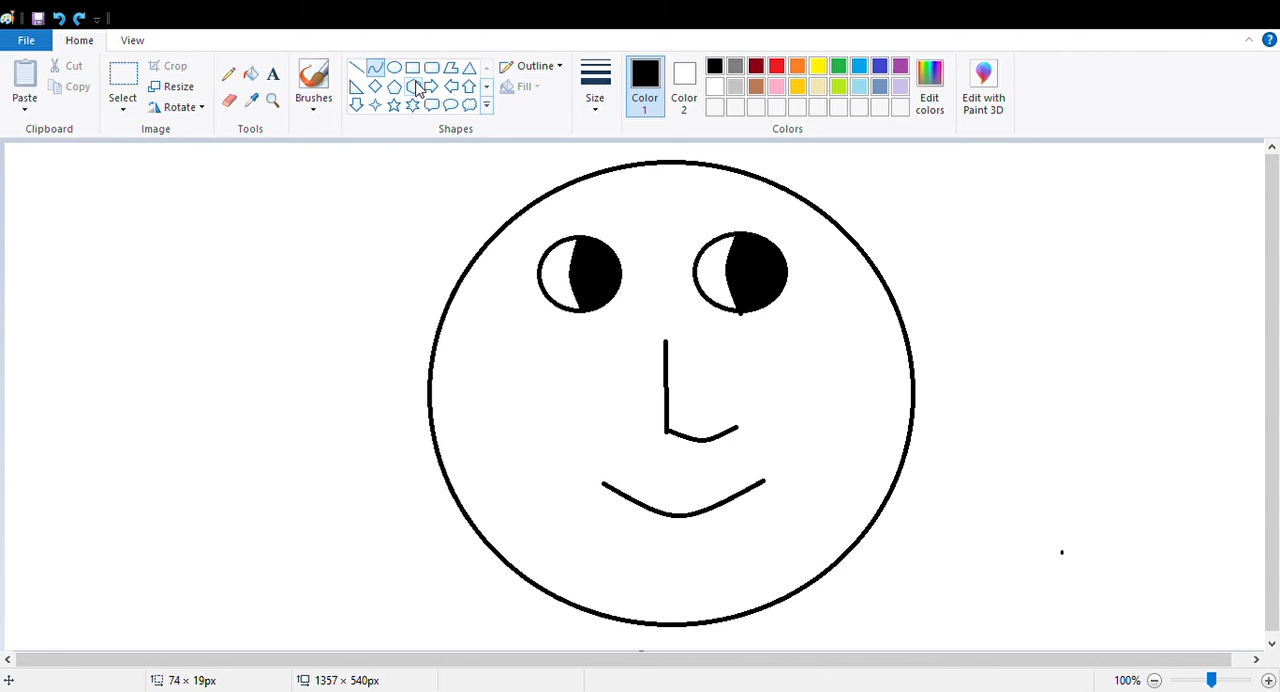 File Home View
Paste Cut Copy
Clipboard
Select Crop Resize Rotate
Image
Tools
Brushes
Outline Fill
Shapes
Size
Color 1
Color 2
Edit colors
Colors
Edit with Paint 3D
74 × 19px 1357 × 540px 100%